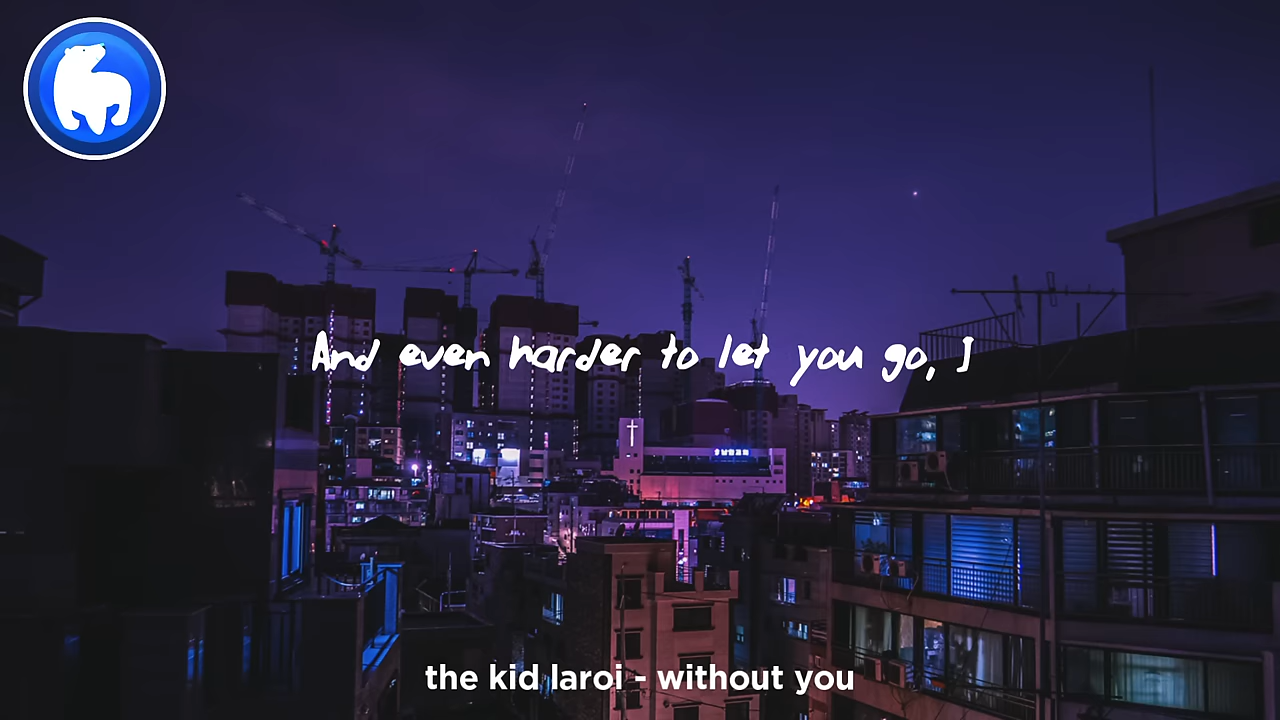 And even harder to let you go, I
the kid laroi - without you